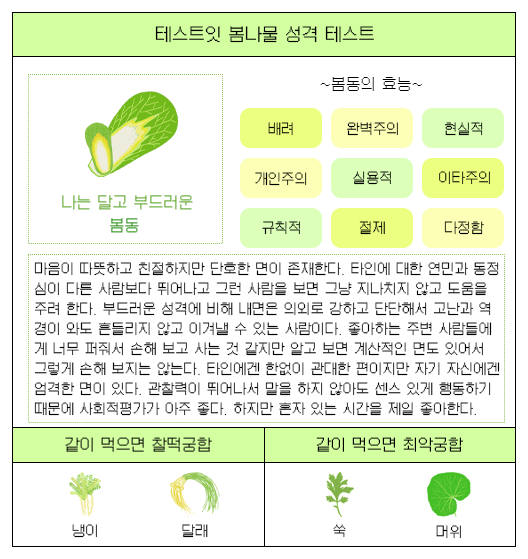 테스트잇 봄나물 성격 테스트
나는 달고 부드러운
봄동
~봄동의 효능~
배려 완벽주의 현실적
개인주의 실용적 이타주의
규칙적 절제 다정함
마음이 따뜻하고 친절하지만 단호한 면이 존재한다. 타인에 대한 연민과 동정
심이 다른 사람보다 뛰어나고 그런 사람을 보면 그냥 지나치지 않고 도움을
주려 한다. 부드러운 성격에 비해 내면은 의외로 강하고 단단해서 고난과 역
경이 와도 흔들리지 않고 이겨낼 수 있는 사람이다. 좋아하는 주변 사람들에
게 너무 퍼줘서 손해 보고 사는 것 같지만 알고 보면 계산적인 면도 있어서
그렇게 손해 보지는 않는다. 타인에겐 한없이 관대한 편이지만 자기 자신에겐
엄격한 면이 있다. 관찰력이 뛰어나서 말을 하지 않아도 센스 있게 행동하기
때문에 사회적평가가 아주 좋다. 하지만 혼자 있는 시간을 제일 좋아한다.
같이 먹으면 찰떡궁합 같이 먹으면 최악궁합
냉이 달래 쑥 머위